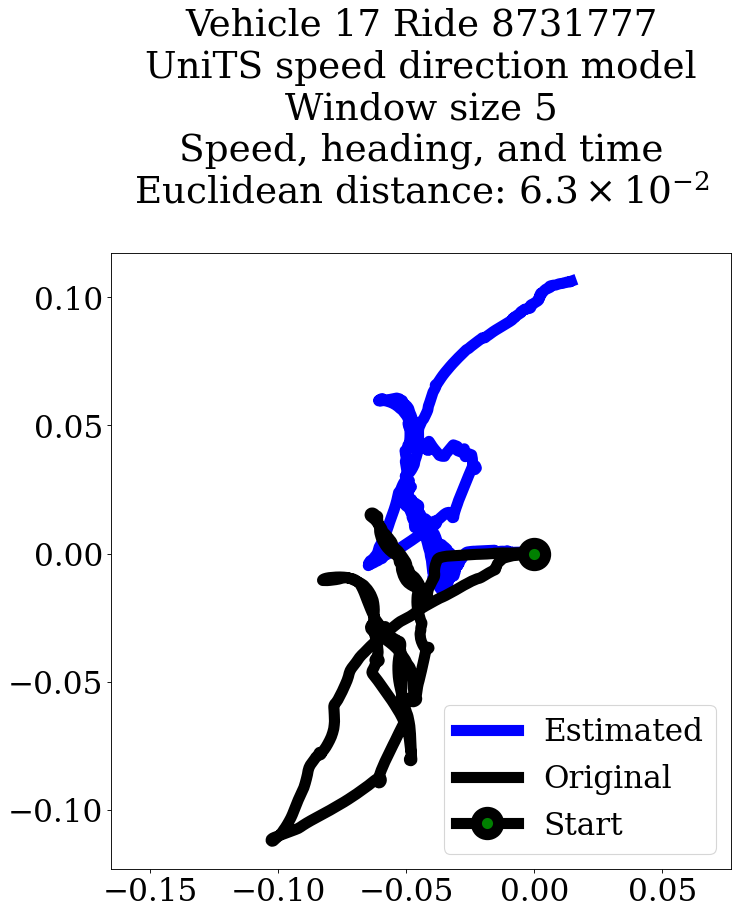 Vehicle 17 Ride 8731777
UniTS speed direction model
Window size 5
Speed, heading, and time
Euclidean distance: 6.3 × 10⁻²
0.10
0.05
0.00
−0.05
−0.10
Estimated
Original
Start
−0.15
−0.10
−0.05
0.00
0.05